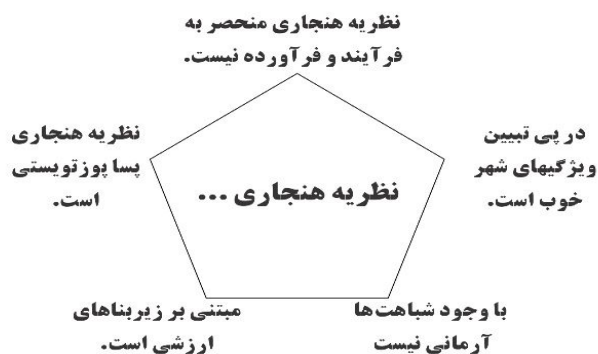 نظریه هنجاری منحصر به
فرآیند و فرآورده نیست.
در پی تبیین
ویژگیهای شهر
خوب است.
نظریه هنجاری
پسا پوزتویستی
است.
نظریه هنجاری ...
با وجود شباهت‌ها
آرمانی نیست
مبتنی بر زیربناهای
ارزشی است.